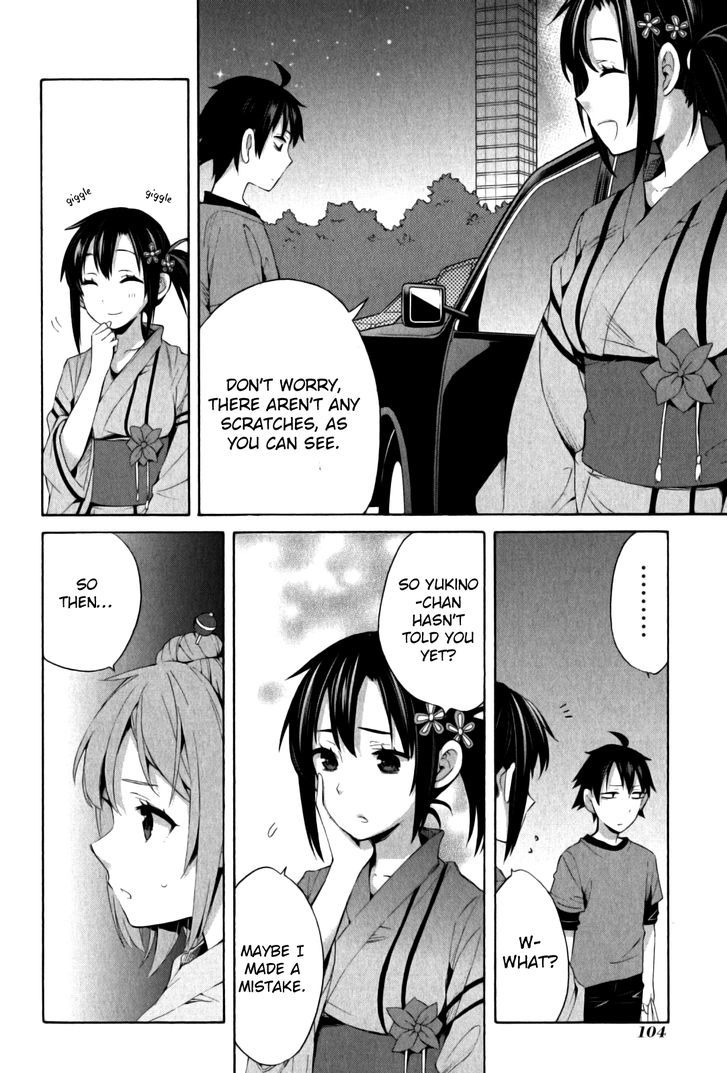 DON'T WORRY,
THERE AREN'T ANY
SCRATCHES, AS
YOU CAN SEE.
giggle
giggle
.........
W-
WHAT?
SO YUKINO
-CHAN
HASN'T
TOLD YOU
YET?
MAYBE I
MADE A
MISTAKE.
SO
THEN...
104